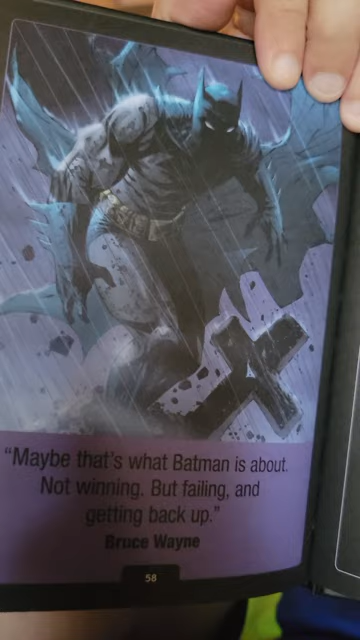 “Maybe that’s what Batman is about.
Not winning. But failing, and
getting back up.”
Bruce Wayne
58